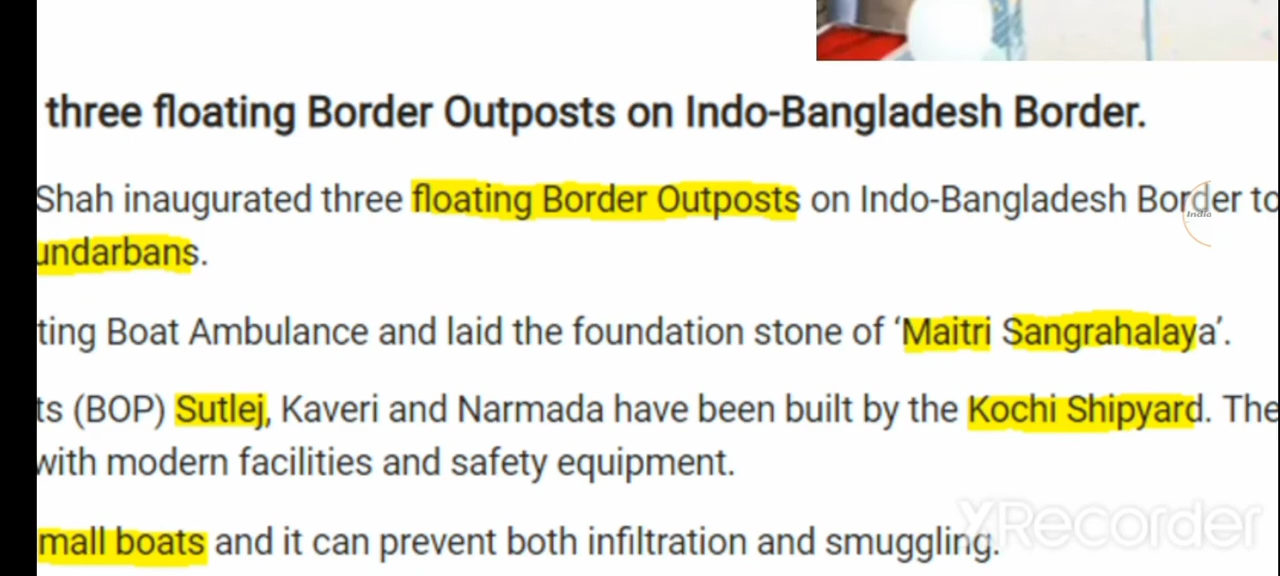 three floating Border Outposts on Indo-Bangladesh Border.
Shah inaugurated three floating Border Outposts on Indo-Bangladesh Border to
undarbans.
India
ting Boat Ambulance and laid the foundation stone of ‘Maitri Sangrahalaya’.
ts (BOP) Sutlej, Kaveri and Narmada have been built by the Kochi Shipyard. The
with modern facilities and safety equipment.
mall boats and it can prevent both infiltration and smuggling.
XRecorder